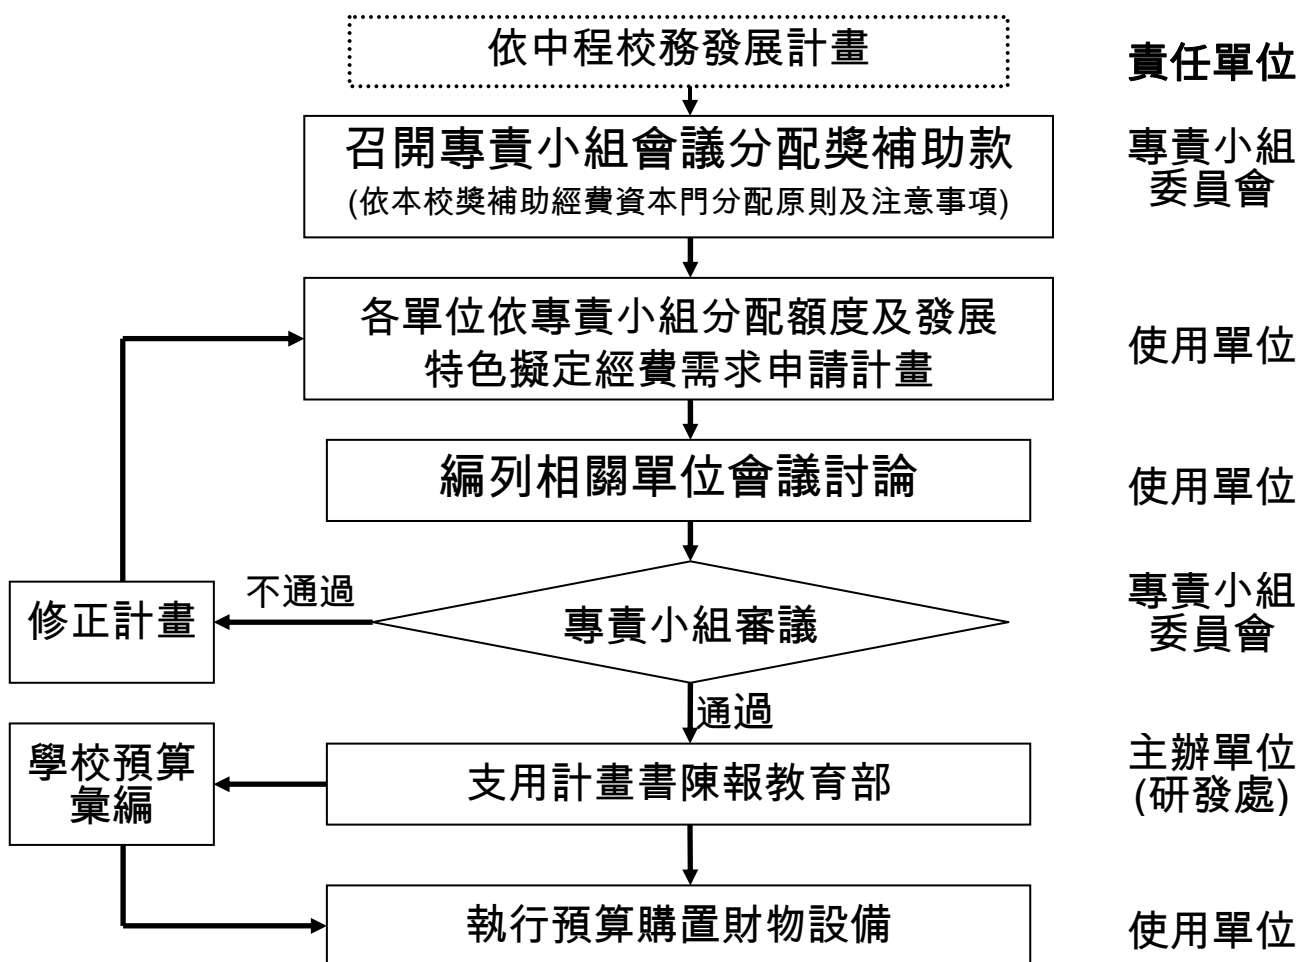 依中程校務發展計畫
責任單位
召開專責小組會議分配獎補助款
(依本校獎補助經費資本門分配原則及注意事項)
專責小組
委員會
各單位依專責小組分配額度及發展
特色擬定經費需求申請計畫
使用單位
編列相關單位會議討論
使用單位
修正計畫
不通過
專責小組審議
專責小組
委員會
通過
學校預算
彙編
支用計畫書陳報教育部
主辦單位
(研發處)
執行預算購置財物設備
使用單位